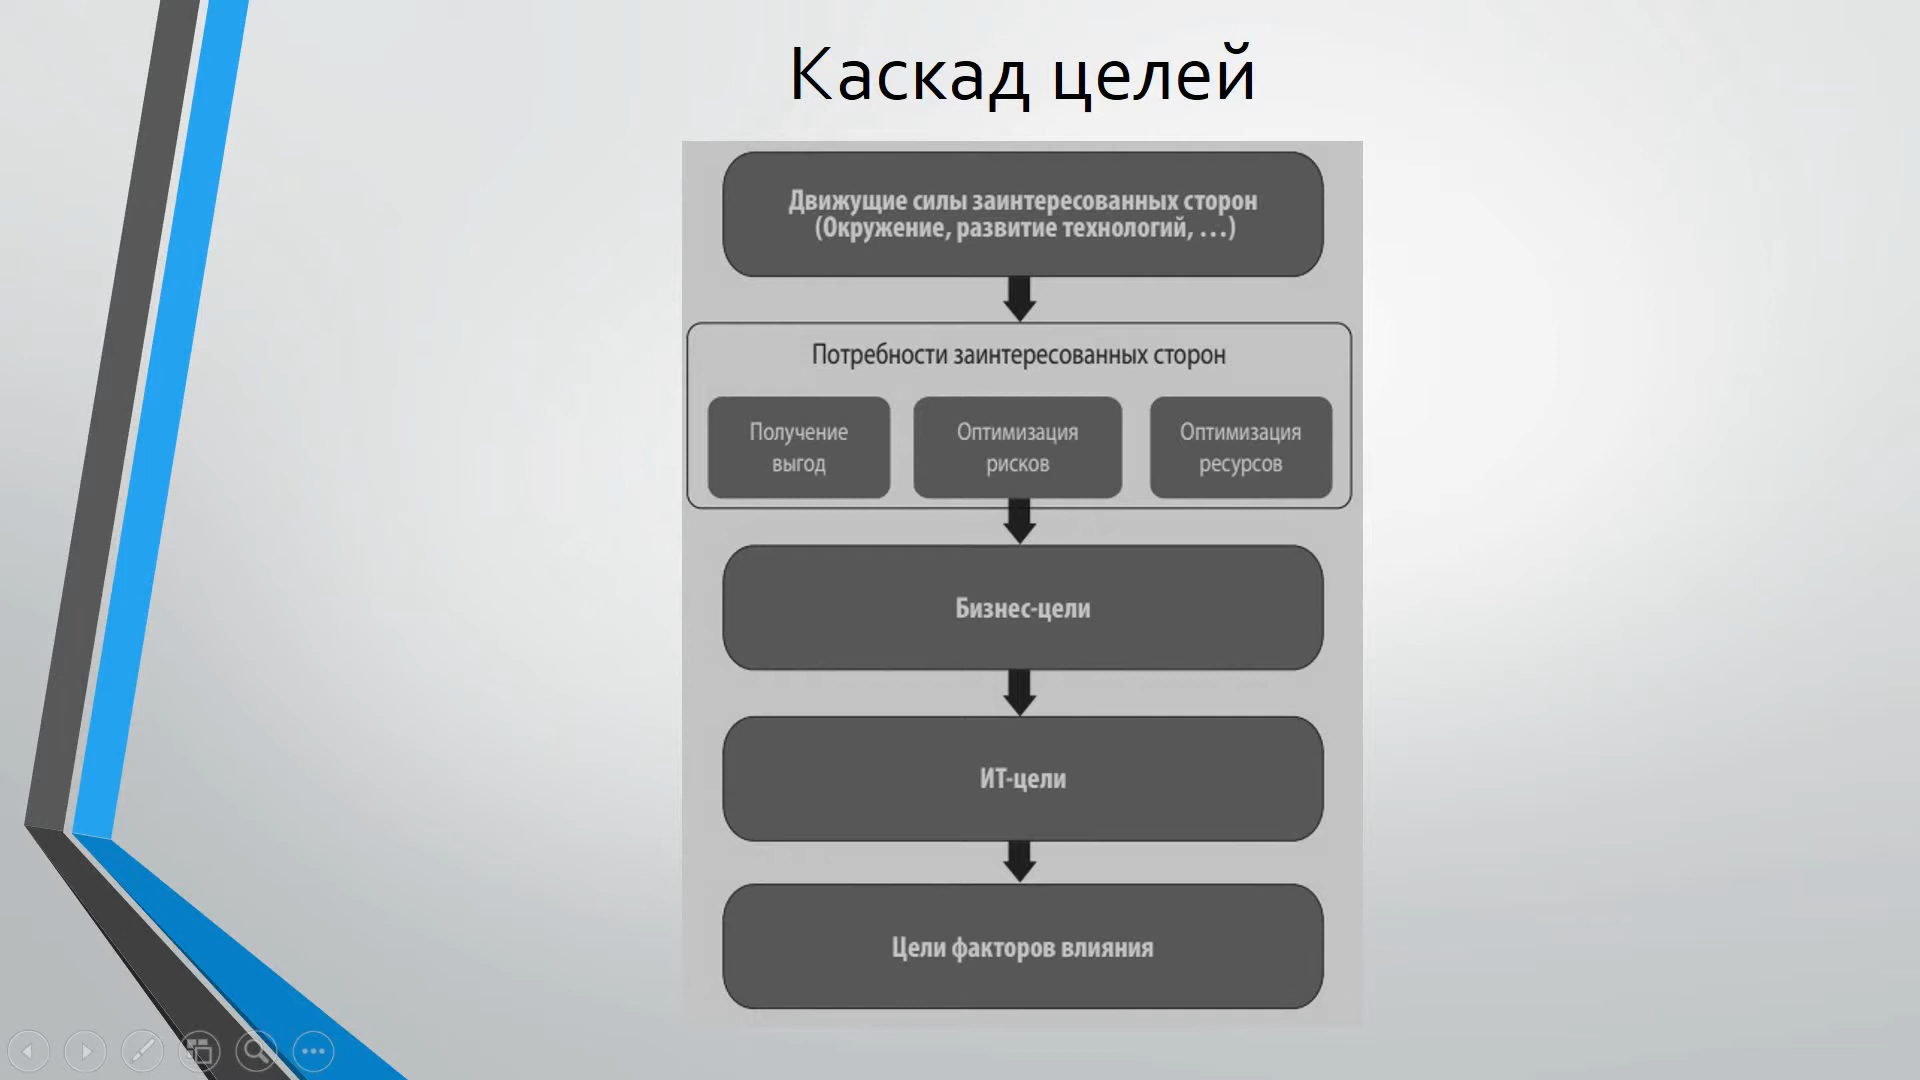 Каскад целей
Движущие силы заинтересованных сторон
(Окружение, развитие технологий, ...)
Потребности заинтересованных сторон
Получение
выгод
Оптимизация
рисков
Оптимизация
ресурсов
Бизнес-цели
ИТ-цели
Цели факторов влияния